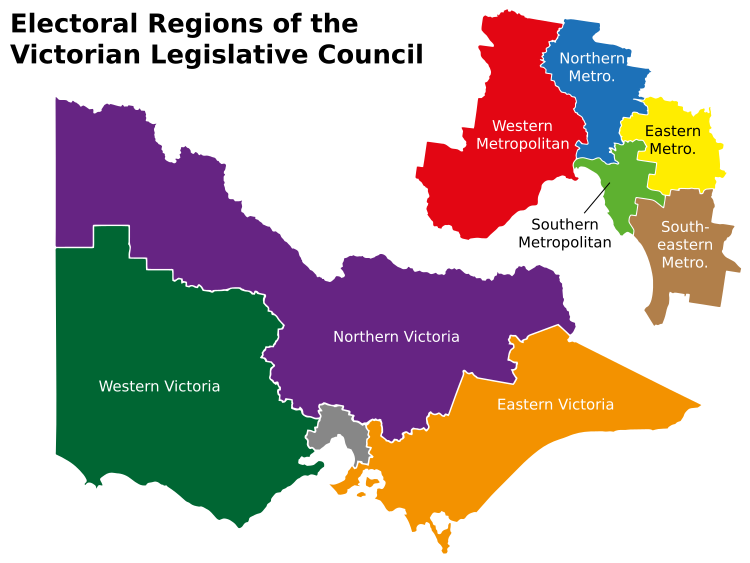 Electoral Regions of the
Victorian Legislative Council
Northern
Metro.
Western
Metropolitan
Eastern
Metro.
Southern
Metropolitan
South-
eastern
Metro.
Northern Victoria
Western Victoria
Eastern Victoria